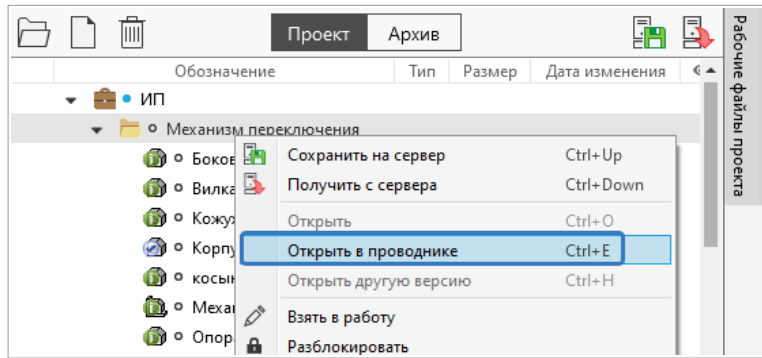 Проект Архив
Обозначение Тип Размер Дата изменения
Рабочие файлы проекта
ИП
Механизм переключения
Сохранить на сервер Ctrl+Up
Получить с сервера Ctrl+Down
Открыть Ctrl+O
Открыть в проводнике Ctrl+E
Открыть другую версию Ctrl+H
Взять в работу
Разблокировать
Боков
Вилка
Кожух
Корпу
косын
Механ
Опор